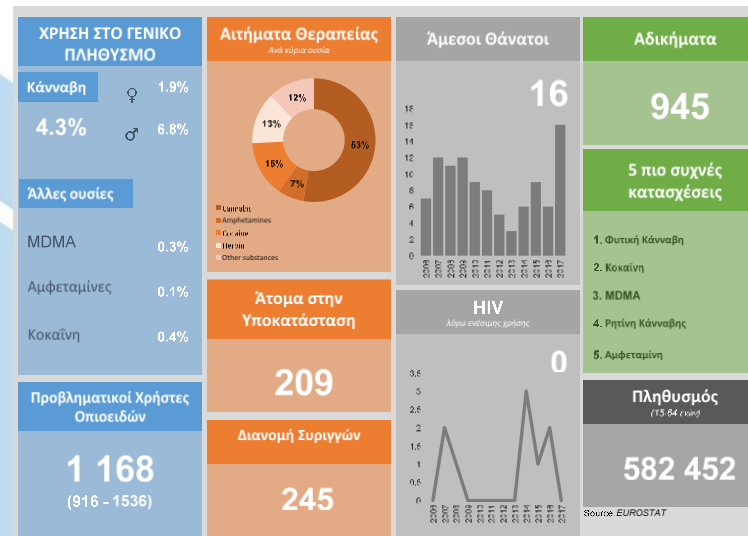 ΧΡΗΣΗ ΣΤΟ ΓΕΝΙΚΟ
ΠΛΗΘΥΣΜΟ
Κάνναβη
♀ 1.9%
4.3%
♂ 6.8%
Άλλες ουσίες
MDMA 0.3%
Αμφεταμίνες 0.1%
Κοκαΐνη 0.4%
Προβληματικοί Χρήστες
Οπιοειδών
1 168
(916 - 1536)
Αιτήματα Θεραπείας
Ανά κύρια ουσία
12%
13%
53%
15%
7%
Cannabis
Amphetamines
Cocaine
Heroin
Other substances
Άτομα στην
Υποκατάσταση
209
Διανομή Συριγγών
245
Άμεσοι Θάνατοι
16
18
16
14
12
10
8
6
4
2
0
2006 2007 2008 2009 2010 2011 2012 2013 2014 2015 2016 2017
HIV
λόγω ενέσιμης χρήσης
0
3,5
3
2,5
2
1,5
1
0,5
0
2006 2007 2008 2009 2010 2011 2012 2013 2014 2015 2016 2017
Αδικήματα
945
5 πιο συχνές
κατασχέσεις
1. Φυτική Κάνναβη
2. Κοκαΐνη
3. MDMA
4. Ρητίνη Κάνναβης
5. Αμφεταμίνη
Πληθυσμός
(15-64 ετών)
582 452
Source: EUROSTAT